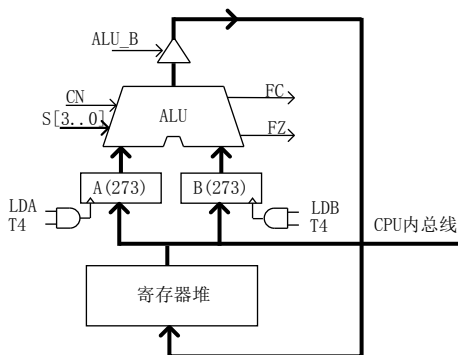 ALU_B
CN
FC
S[3..0]
ALU
FZ
A(273)
B(273)
LDA
T4
LDB
T4
CPU内总线
寄存器堆